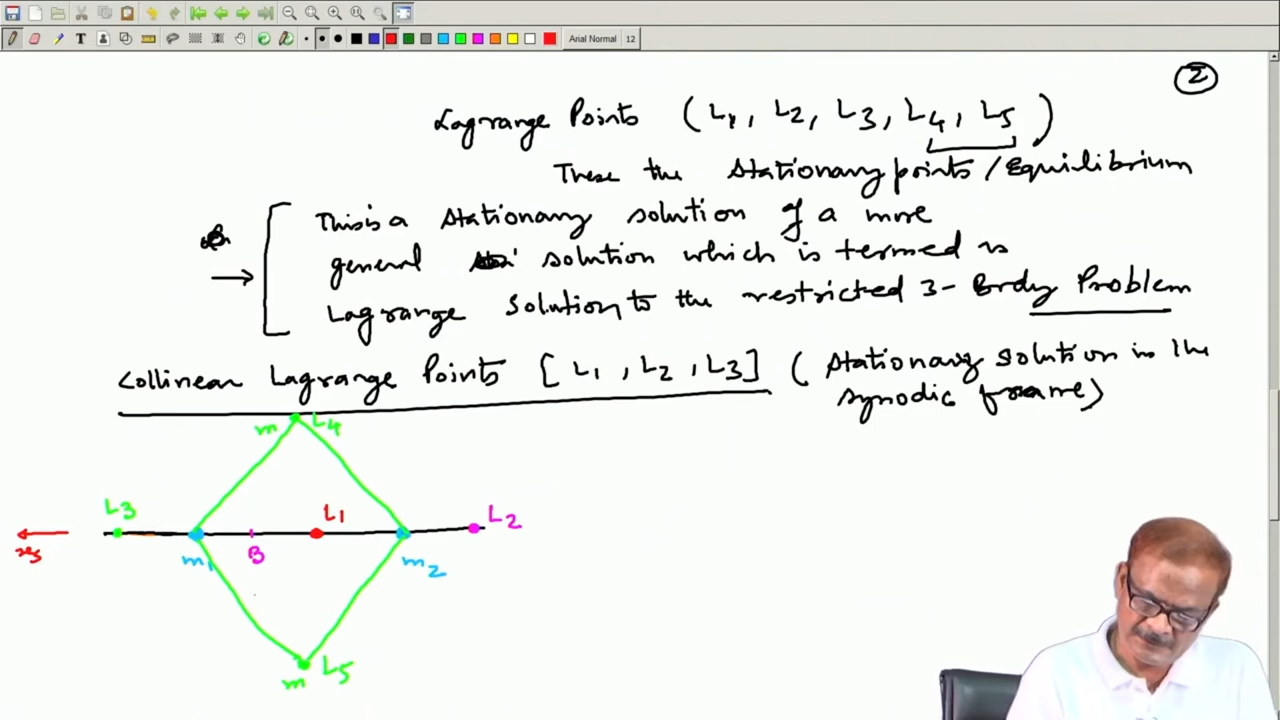 Arial Normal 12
2
Lagrange Points (L1, L2, L3, L4, L5)
These the stationary points/Equilibrium
This is a stationary solution of a more
general solution which is termed as
Lagrange solution to the restricted 3-Body Problem
Collinear Lagrange Points [L1, L2, L3] (Stationary solution in the
synodic frame)
m L4
L3 L1 L2
xs m1 B m2
m L5